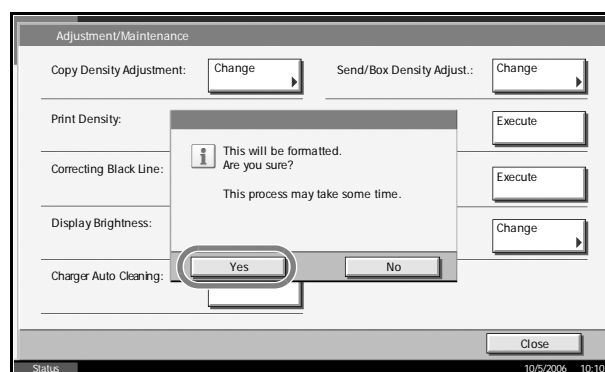 Adjustment/Maintenance
Copy Density Adjustment:
Change
Send/Box Density Adjust.:
Change
Print Density:
Execute
This will be formatted.
Are you sure?
This process may take some time.
Correcting Black Line:
Execute
Display Brightness:
Change
Yes
No
Charger Auto Cleaning:
Close
Status
10/5/2006 10:10